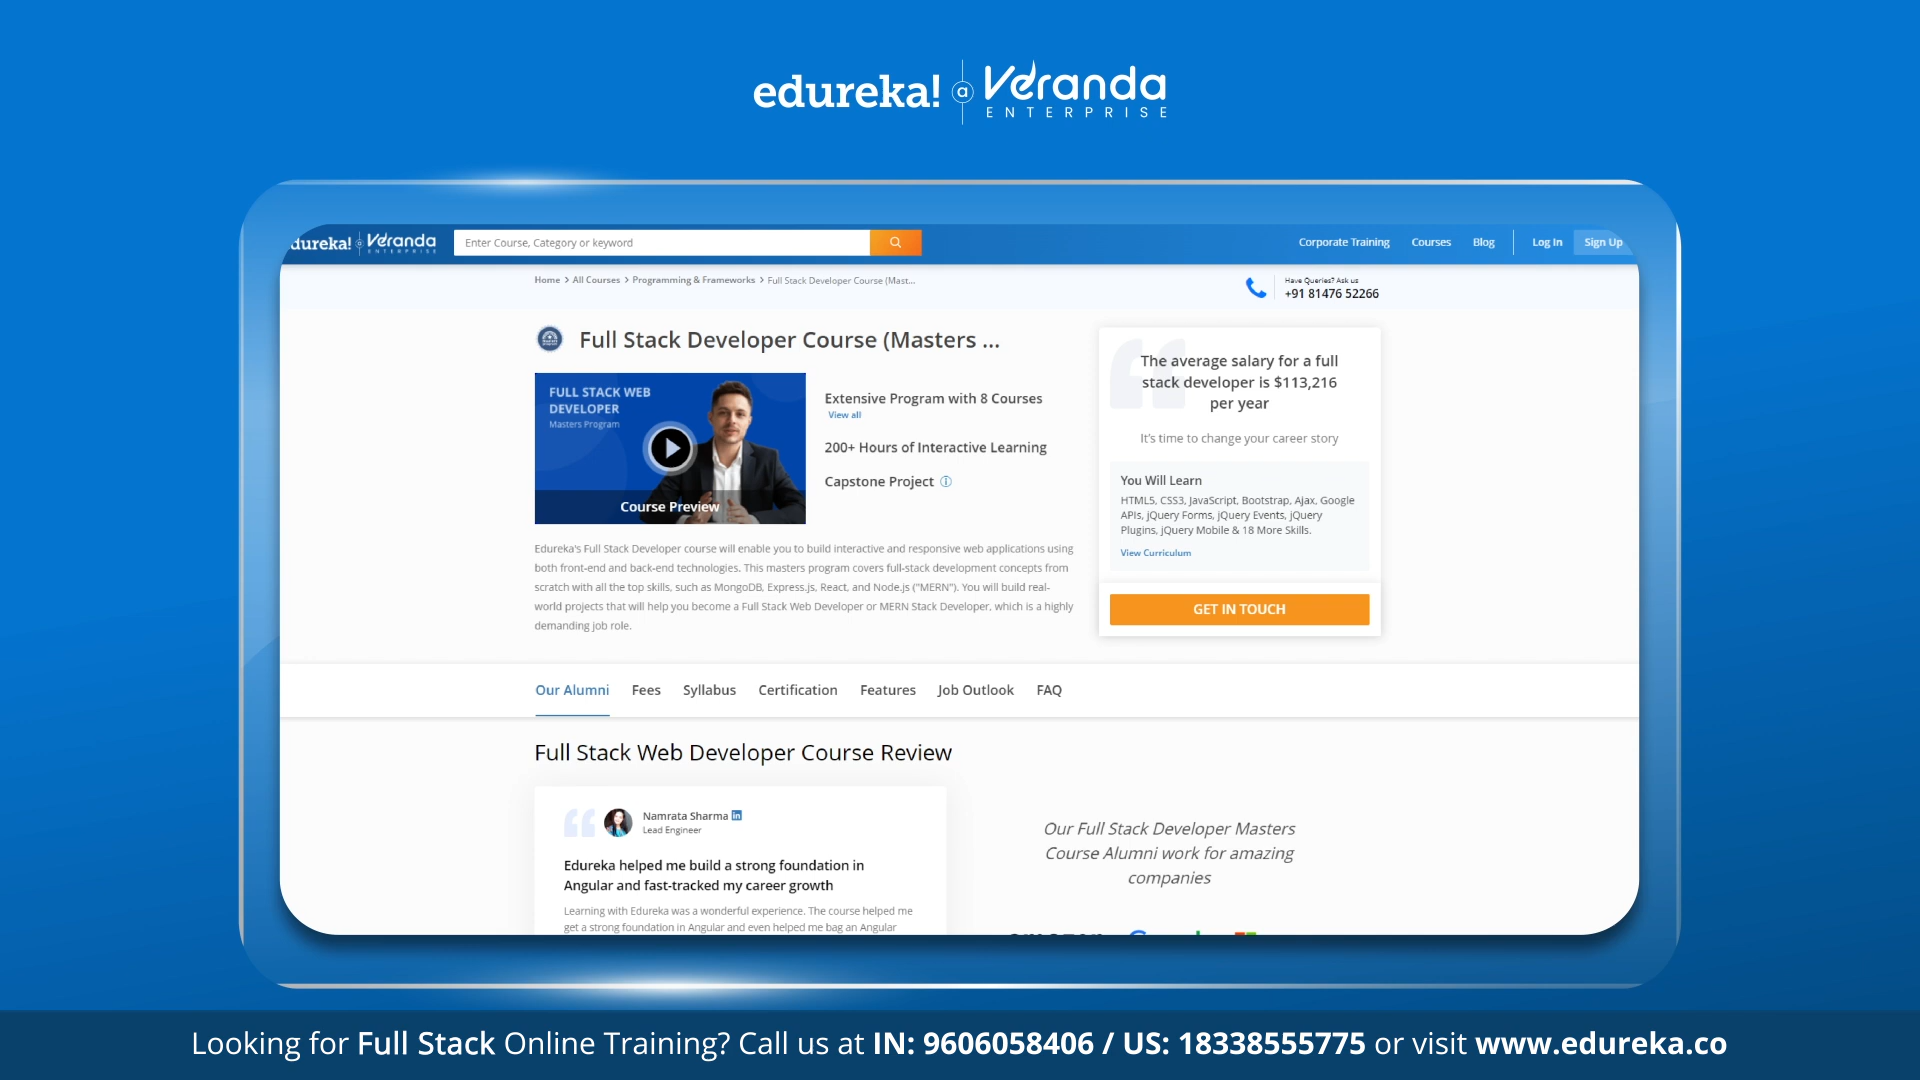 edureka! a Veranda
ENTERPRISE
dureka! a Veranda
ENTERPRISE
Enter Course, Category or keyword
Corporate Training Courses Blog Log In Sign Up
Home > All Courses > Programming & Frameworks > Full Stack Developer Course (Mast...
Have Queries? Ask us
+91 81476 52266
Full Stack Developer Course (Masters ...
FULL STACK WEB
DEVELOPER
Masters Program
Course Preview
Extensive Program with 8 Courses
View all
200+ Hours of Interactive Learning
Capstone Project
Edureka's Full Stack Developer course will enable you to build interactive and responsive web applications using
both front-end and back-end technologies. This masters program covers full-stack development concepts from
scratch with all the top skills, such as MongoDB, Express.js, React, and Node.js ("MERN"). You will build real-
world projects that will help you become a Full Stack Web Developer or MERN Stack Developer, which is a highly
demanding job role.
The average salary for a full
stack developer is $113,216
per year
It's time to change your career story
You Will Learn
HTML5, CSS3, JavaScript, Bootstrap, Ajax, Google
APIs, jQuery Forms, jQuery Events, jQuery
Plugins, jQuery Mobile & 18 More Skills.
View Curriculum
GET IN TOUCH
Our Alumni Fees Syllabus Certification Features Job Outlook FAQ
Full Stack Web Developer Course Review
Namrata Sharma in
Lead Engineer
Edureka helped me build a strong foundation in
Angular and fast-tracked my career growth
Learning with Edureka was a wonderful experience. The course helped me
get a strong foundation in Angular and even helped me bag an Angular
Our Full Stack Developer Masters
Course Alumni work for amazing
companies
Looking for Full Stack Online Training? Call us at IN: 9606058406 / US: 18338555775 or visit www.edureka.co